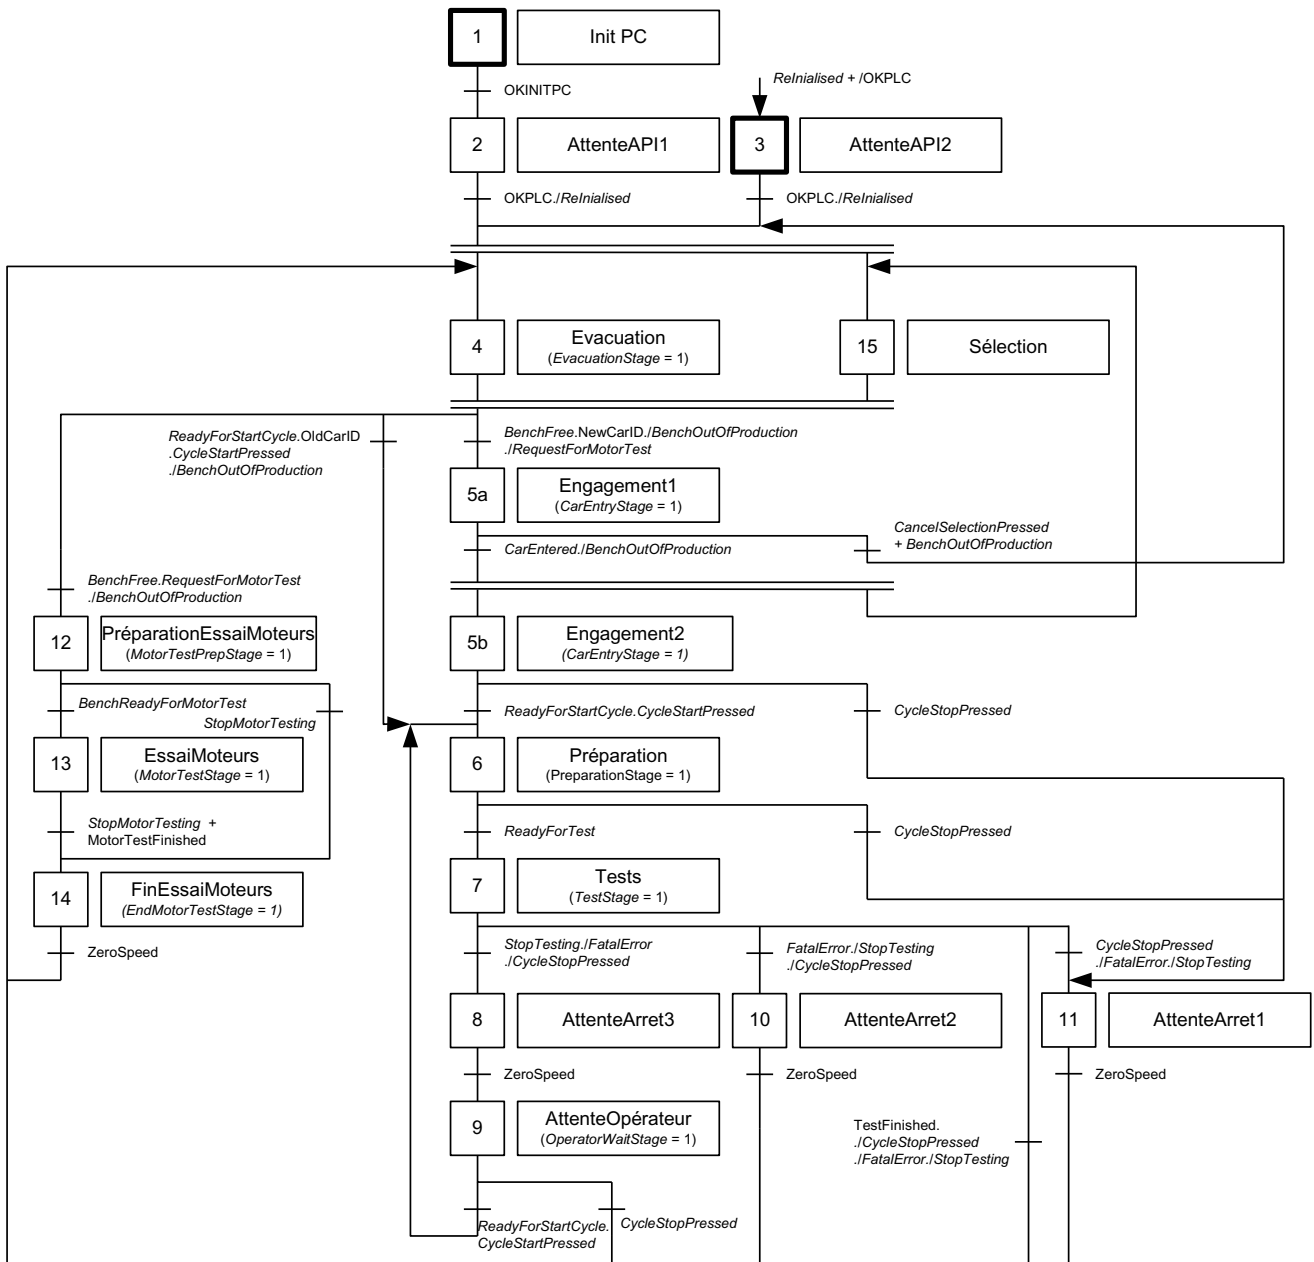 1
Init PC
OKINITPC
ReInialised + /OKPLC
2
AttenteAPI1
3
AttenteAPI2
OKPLC./ReInialised
OKPLC./ReInialised
4
Evacuation
(EvacuationStage = 1)
15
Sélection
ReadyForStartCycle.OldCarID
.CycleStartPressed
./BenchOutOfProduction
BenchFree.NewCarID./BenchOutOfProduction
./RequestForMotorTest
5a
Engagement1
(CarEntryStage = 1)
CarEntered./BenchOutOfProduction
CancelSelectionPressed
+ BenchOutOfProduction
BenchFree.RequestForMotorTest
./BenchOutOfProduction
12
PréparationEssaiMoteurs
(MotorTestPrepStage = 1)
5b
Engagement2
(CarEntryStage = 1)
BenchReadyForMotorTest
StopMotorTesting
ReadyForStartCycle.CycleStartPressed
CycleStopPressed
13
EssaiMoteurs
(MotorTestStage = 1)
6
Préparation
(PreparationStage = 1)
StopMotorTesting +
MotorTestFinished
ReadyForTest
CycleStopPressed
14
FinEssaiMoteurs
(EndMotorTestStage = 1)
7
Tests
(TestStage = 1)
ZeroSpeed
StopTesting./FatalError
./CycleStopPressed
FatalError./StopTesting
./CycleStopPressed
CycleStopPressed
./FatalError./StopTesting
8
AttenteArret3
10
AttenteArret2
11
AttenteArret1
ZeroSpeed
ZeroSpeed
ZeroSpeed
9
AttenteOpérateur
(OperatorWaitStage = 1)
TestFinished.
./CycleStopPressed
./FatalError./StopTesting
ReadyForStartCycle.
CycleStartPressed
CycleStopPressed